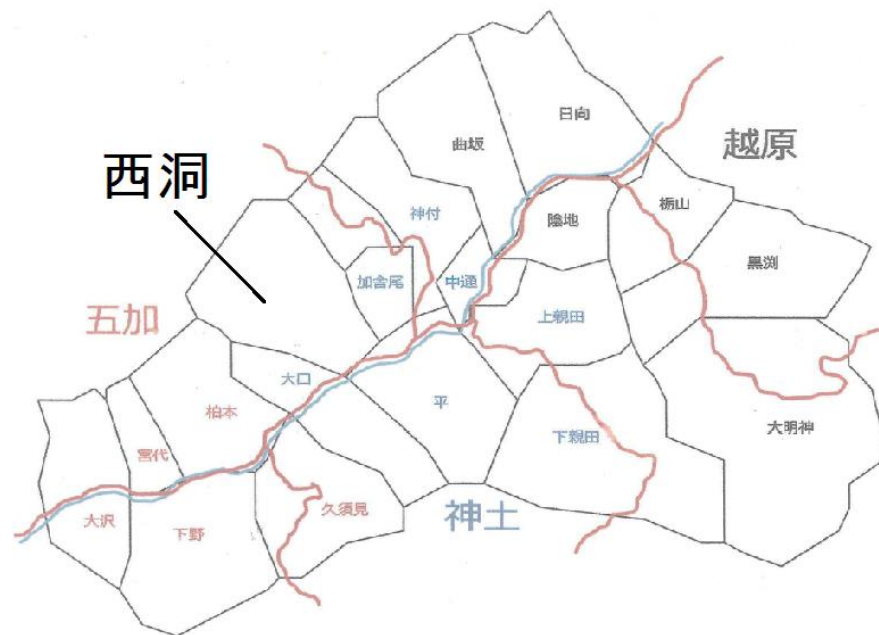 日向
越原
曲坂
西洞
栃山
神付
陰地
黒渕
加舎尾
中通
上親田
五加
大口
平
柏本
大明神
下親田
宮代
久須見
神土
大沢
下野